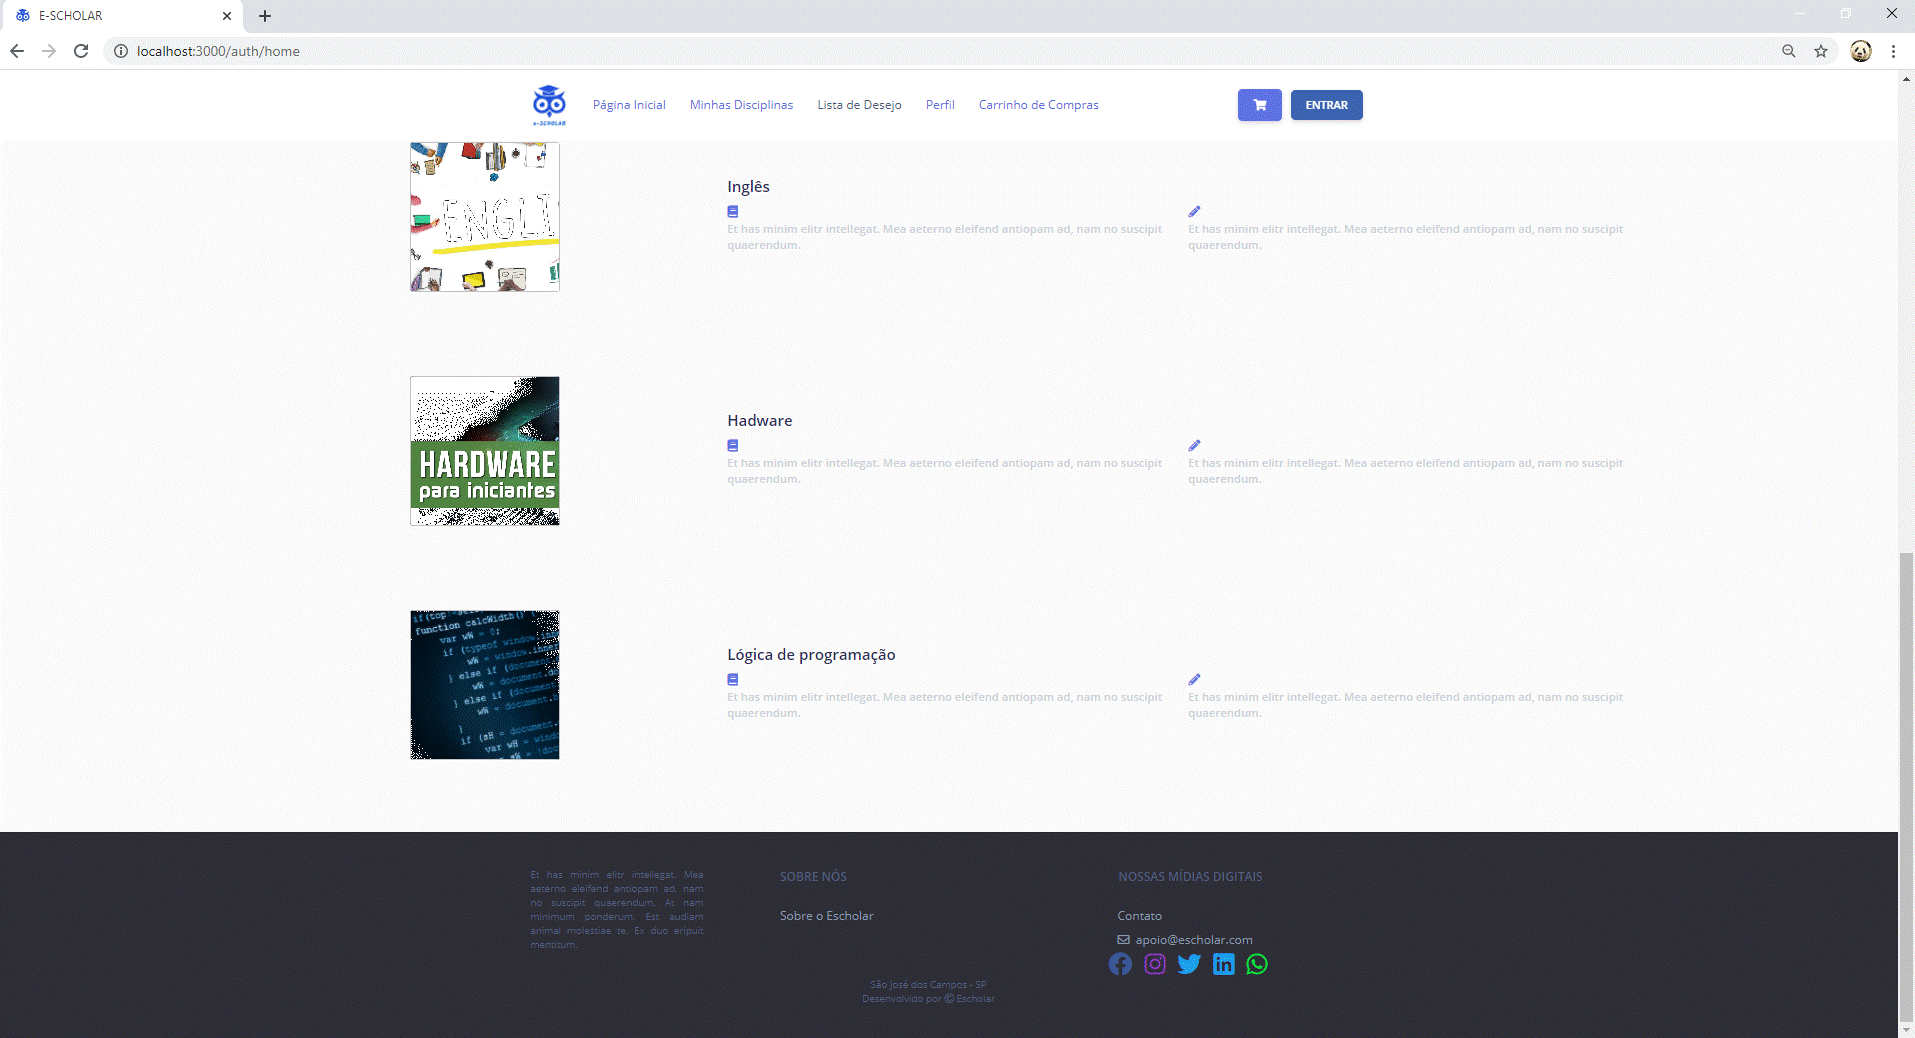 E-SCHOLAR
localhost:3000/auth/home
e-SCHOLAR
Página Inicial
Minhas Disciplinas
Lista de Desejo
Perfil
Carrinho de Compras
ENTRAR
ENGLI
Inglês
Et has minim elitr intellegat. Mea aeterno eleifend antiopam ad, nam no suscipit
quaerendum.
Et has minim elitr intellegat. Mea aeterno eleifend antiopam ad, nam no suscipit
quaerendum.
HARDWARE
para iniciantes
Hadware
Et has minim elitr intellegat. Mea aeterno eleifend antiopam ad, nam no suscipit
quaerendum.
Et has minim elitr intellegat. Mea aeterno eleifend antiopam ad, nam no suscipit
quaerendum.
function calcWidth() {
var wW = 0;
if (typeof window.
wW = window.
} else if (document.
wW = document.
} else if (document.
wW = document.
}
if (sH = document.
var wH = wind
Lógica de programação
Et has minim elitr intellegat. Mea aeterno eleifend antiopam ad, nam no suscipit
quaerendum.
Et has minim elitr intellegat. Mea aeterno eleifend antiopam ad, nam no suscipit
quaerendum.
Et has minim elitr intellegat. Mea
aeterno eleifend antiopam ad, nam
no suscipit quaerendum. At nam
minimum ponderum. Est audiam
animal molestiae te. Ex duo eripuit
mentitum.
SOBRE NÓS
Sobre o Escholar
NOSSAS MÍDIAS DIGITAIS
Contato
apoio@escholar.com
São José dos Campos - SP
Desenvolvido por © Escholar